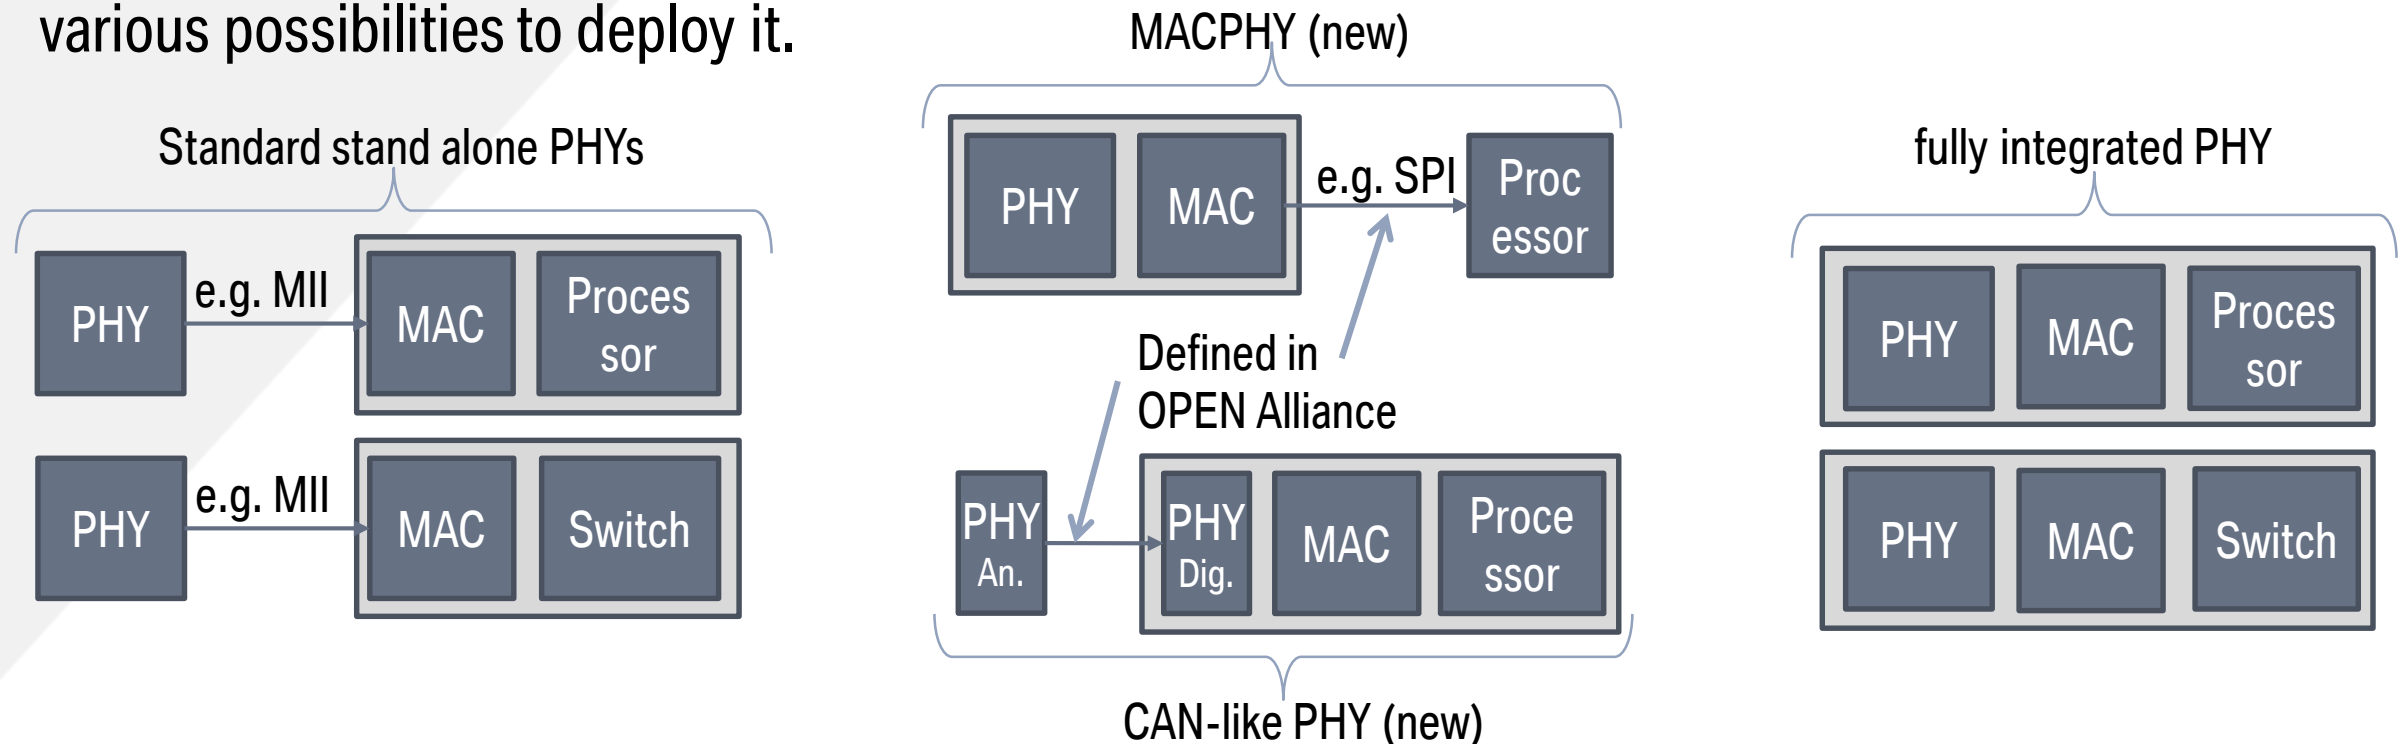 various possibilities to deploy it.
Standard stand alone PHYs
PHY
e.g. MII
MAC
Proces
sor
PHY
e.g. MII
MAC
Switch
MACPHY (new)
PHY
MAC
e.g. SPI
Proc
essor
Defined in
OPEN Alliance
PHY
An.
PHY
Dig.
MAC
Proce
ssor
CAN-like PHY (new)
fully integrated PHY
PHY
MAC
Proces
sor
PHY
MAC
Switch